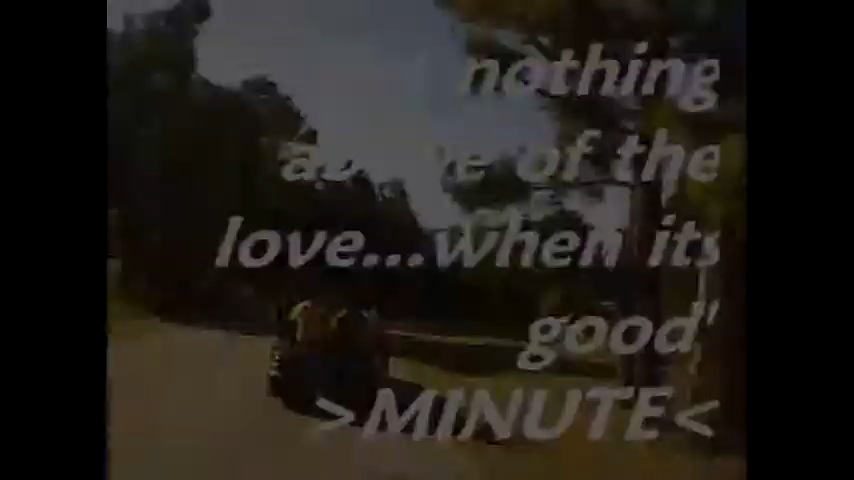 nothing
of the
love...when its
good"
>MINUTE<